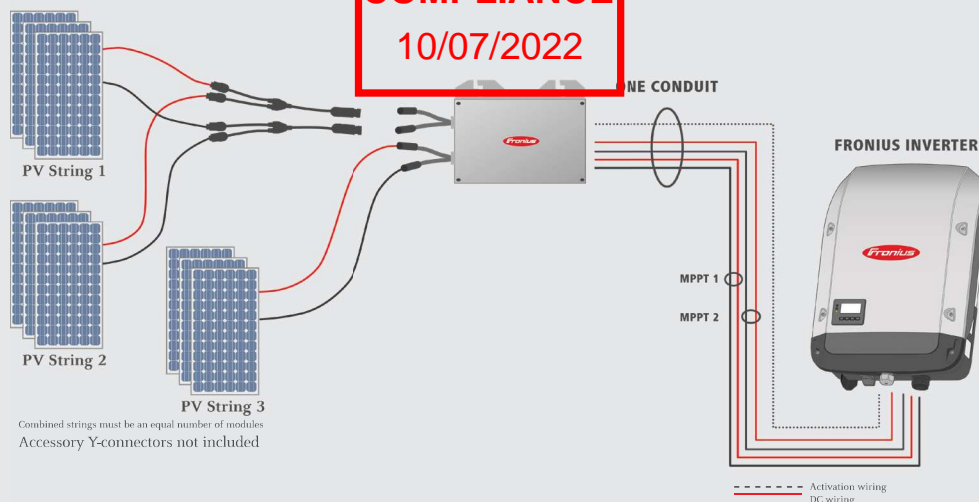 COMPLIANCE
10/07/2022
ONE CONDUIT
FRONIUS INVERTER
Fronius
Fronius
PV String 1
MPPT 1
MPPT 2
PV String 2
PV String 3
Combined strings must be an equal number of modules
Accessory Y-connectors not included
Activation wiring
DC wiring